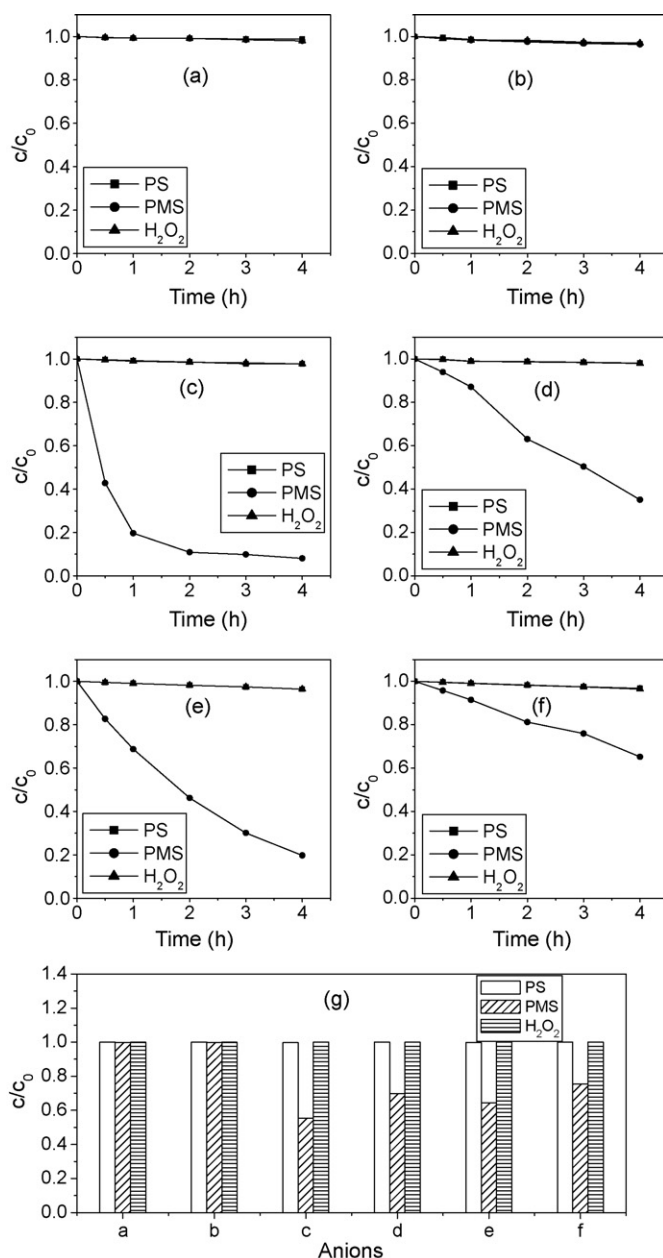 (a)
1.0
0.8
0.6
0.4
0.2
0.0
c/c₀
PS
PMS
H₂O₂
0 1 2 3 4
Time (h)
(b)
1.0
0.8
0.6
0.4
0.2
0.0
c/c₀
PS
PMS
H₂O₂
0 1 2 3 4
Time (h)
(c)
1.0
0.8
0.6
0.4
0.2
0.0
c/c₀
PS
PMS
H₂O₂
0 1 2 3 4
Time (h)
(d)
1.0
0.8
0.6
0.4
0.2
0.0
c/c₀
PS
PMS
H₂O₂
0 1 2 3 4
Time (h)
(e)
1.0
0.8
0.6
0.4
0.2
0.0
c/c₀
PS
PMS
H₂O₂
0 1 2 3 4
Time (h)
(f)
1.0
0.8
0.6
0.4
0.2
0.0
c/c₀
PS
PMS
H₂O₂
0 1 2 3 4
Time (h)
(g)
1.4
1.2
1.0
0.8
0.6
0.4
0.2
0.0
c/c₀
PS
PMS
H₂O₂
a b c d e f
Anions